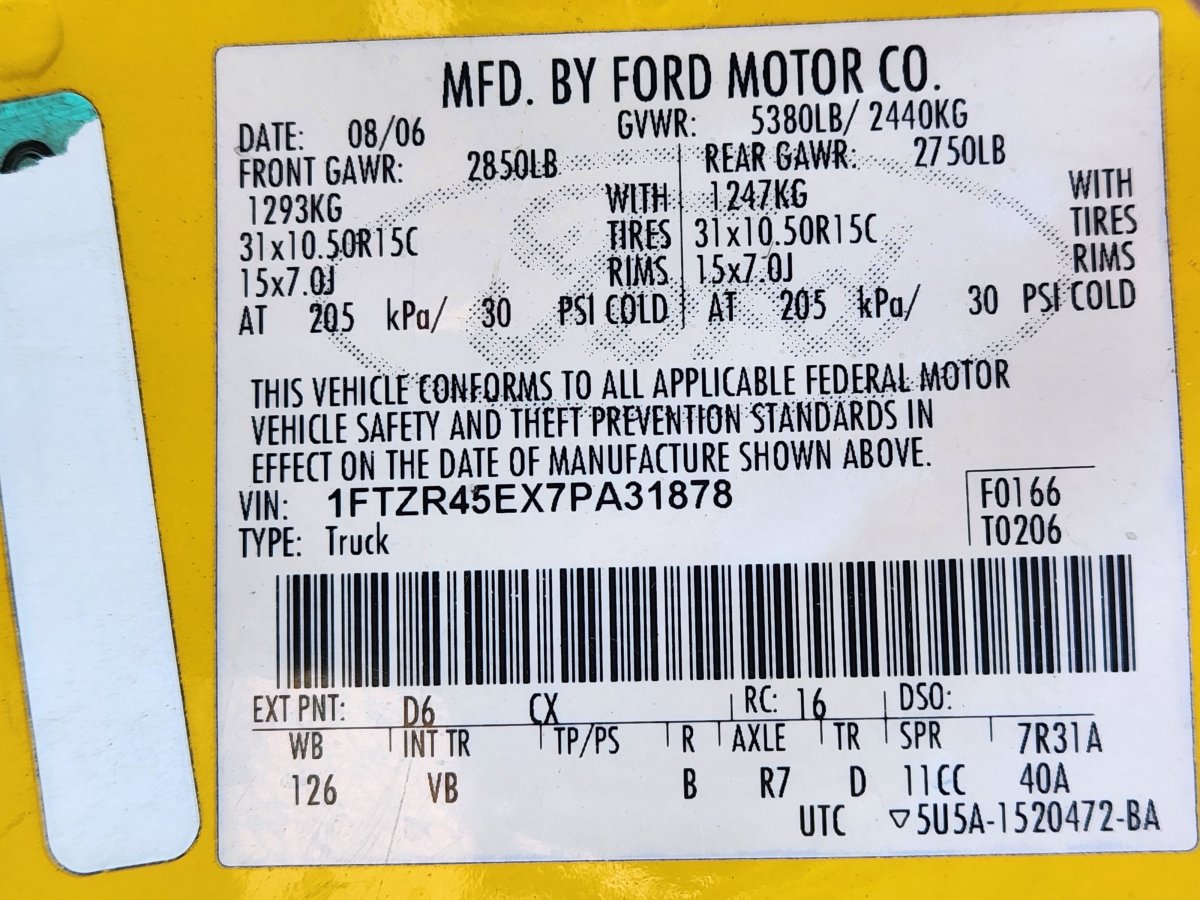 MFD. BY FORD MOTOR CO.
DATE: 08/06 GVWR: 5380LB/ 2440KG
FRONT GAWR: 2850LB REAR GAWR: 2750LB
1293KG WITH 1247KG WITH
31x10.50R15C TIRES 31x10.50R15C TIRES
15x7.0J RIMS 15x7.0J RIMS
AT 205 kPa/ 30 PSI COLD AT 205 kPa/ 30 PSI COLD
THIS VEHICLE CONFORMS TO ALL APPLICABLE FEDERAL MOTOR
VEHICLE SAFETY AND THEFT PREVENTION STANDARDS IN
EFFECT ON THE DATE OF MANUFACTURE SHOWN ABOVE.
VIN: 1FTZR45EX7PA31878 F0166
TYPE: Truck T0206
EXT PNT: D6 CX RC: 16 DSO:
WB INT TR TP/PS R AXLE TR SPR 7R31A
126 VB B R7 D 11CC 40A
UTC ▽5U5A-1520472-BA